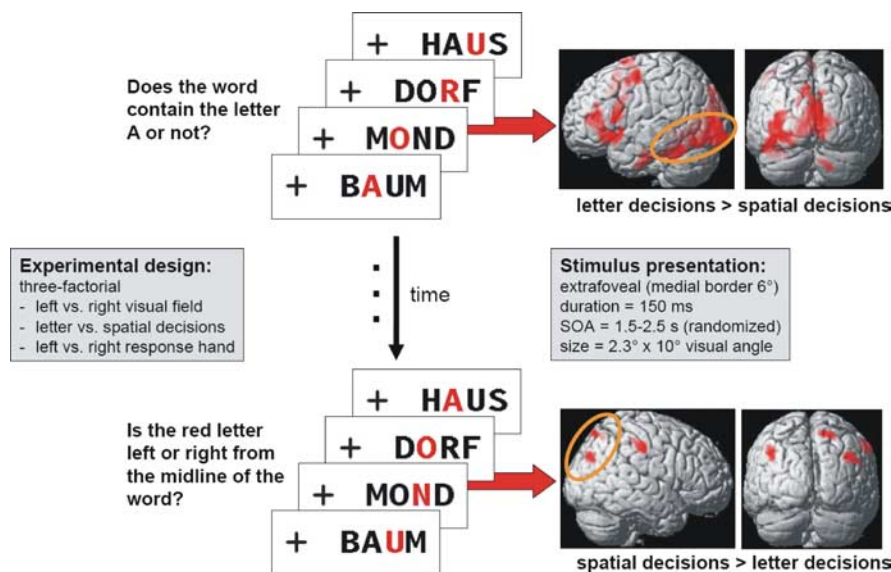 + HAUS
+ DORF
+ MOND
+ BAUM
Does the word
contain the letter
A or not?
letter decisions > spatial decisions
Experimental design:
three-factorial
- left vs. right visual field
- letter vs. spatial decisions
- left vs. right response hand
time
Stimulus presentation:
extrafoveal (medial border 6°)
duration = 150 ms
SOA = 1.5-2.5 s (randomized)
size = 2.3° x 10° visual angle
+ HAUS
+ DORF
+ MOND
+ BAUM
Is the red letter
left or right from
the midline of the
word?
spatial decisions > letter decisions